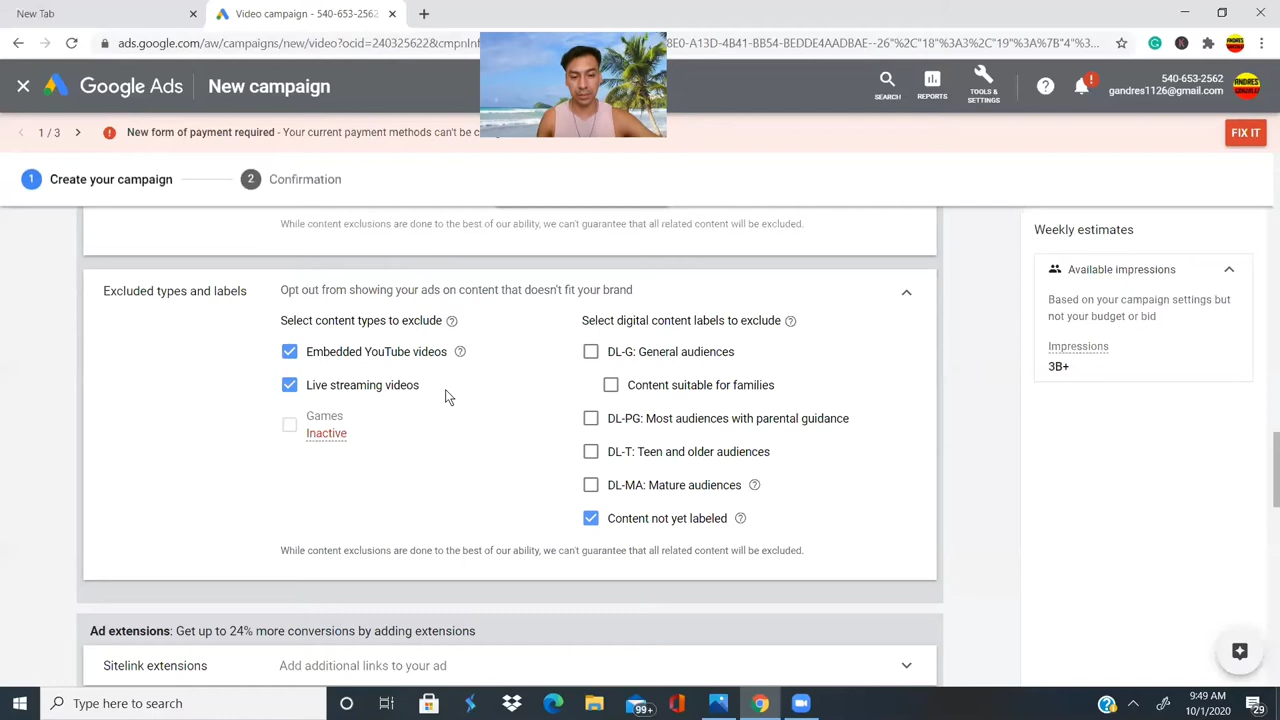 New Tab
Video campaign - 540-653-2562
ads.google.com/aw/campaigns/new/video?ocid=240325622&cmpnIn
8E0-A13D-4B41-BB54-BEDDE4AADBAE--26"%2C"18"%3A3%2C"19"%3A%7B"4"%3...
Google Ads
New campaign
SEARCH
REPORTS
TOOLS &
SETTINGS
540-653-2562
gandres1126@gmail.com
1 / 3
New form of payment required - Your current payment methods can't be c
FIX IT
1 Create your campaign
2 Confirmation
While content exclusions are done to the best of our ability, we can't guarantee that all related content will be excluded.
Excluded types and labels
Opt out from showing your ads on content that doesn't fit your brand
Select content types to exclude
Embedded YouTube videos
Live streaming videos
Games
Inactive
Select digital content labels to exclude
DL-G: General audiences
Content suitable for families
DL-PG: Most audiences with parental guidance
DL-T: Teen and older audiences
DL-MA: Mature audiences
Content not yet labeled
While content exclusions are done to the best of our ability, we can't guarantee that all related content will be excluded.
Ad extensions: Get up to 24% more conversions by adding extensions
Sitelink extensions
Add additional links to your ad
Weekly estimates
Available impressions
Based on your campaign settings but
not your budget or bid
Impressions
3B+
Type here to search
99+
9:49 AM
10/1/2020
29